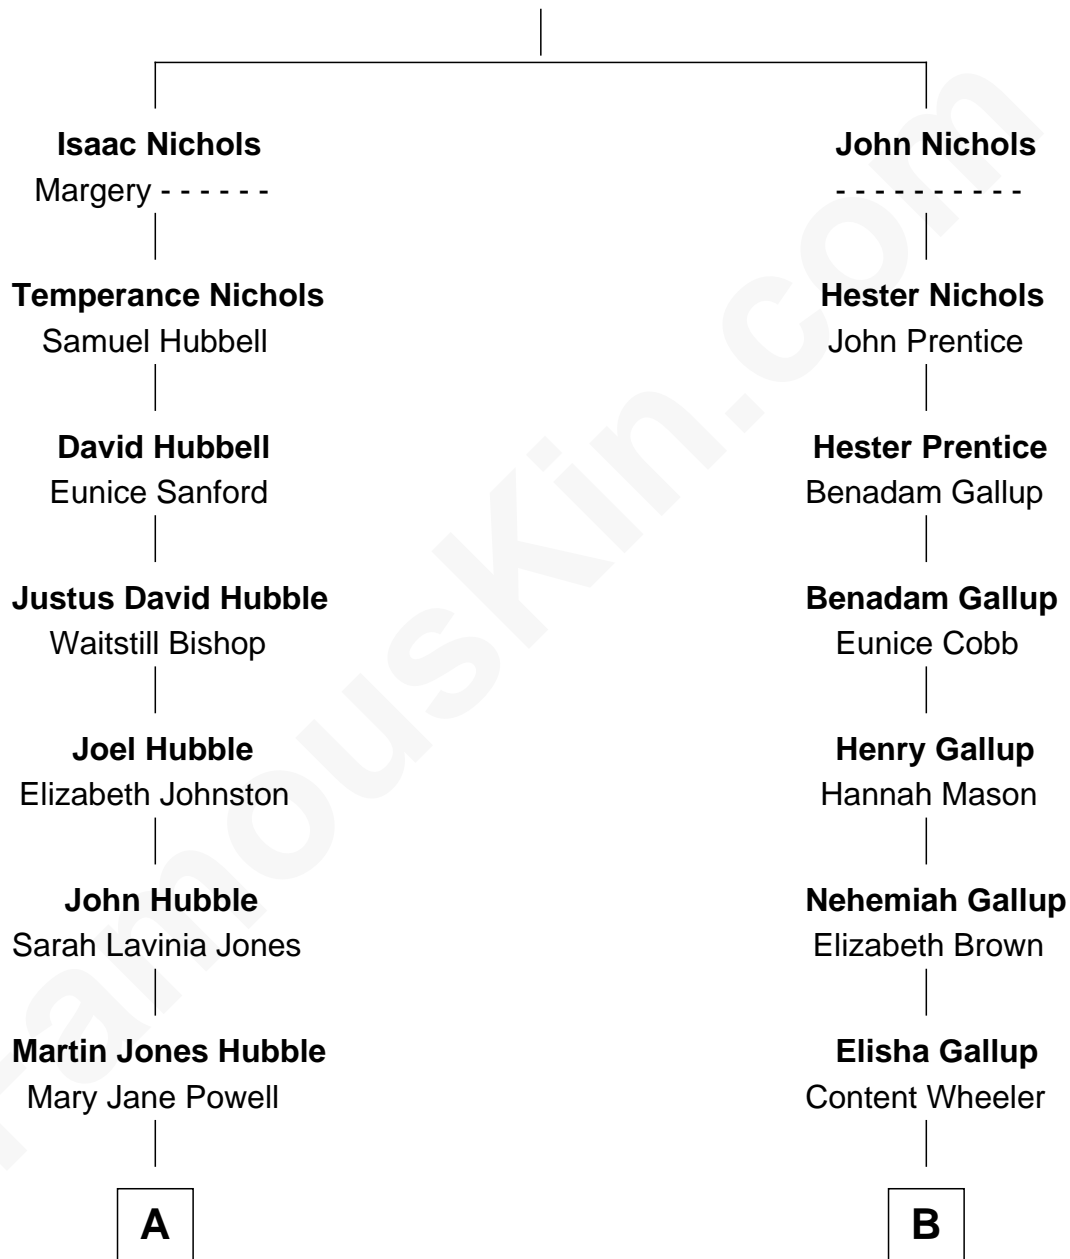 Isaac Nichols
Margery - - - - - -
Temperance Nichols
Samuel Hubbell
David Hubbell
Eunice Sanford
Justus David Hubble
Waitstill Bishop
Joel Hubble
Elizabeth Johnston
John Hubble
Sarah Lavinia Jones
Martin Jones Hubble
Mary Jane Powell
A
John Nichols
- - - - - - - - - -
Hester Nichols
John Prentice
Hester Prentice
Benadam Gallup
Benadam Gallup
Eunice Cobb
Henry Gallup
Hannah Mason
Nehemiah Gallup
Elizabeth Brown
Elisha Gallup
Content Wheeler
B
FamousKin.com